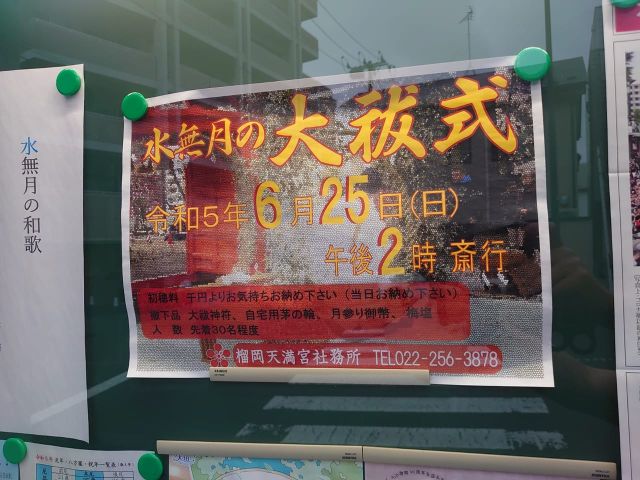 水無月の和歌
水無月の大祓式
令和5年6月25日(日)
午後2時 斎行
初穂料 千円よりお気持ちお納め下さい(当日お納め下さい)
撤下品 大祓神符、自宅用茅の輪、月参り御幣、梅塩
人 数 先着30名程度
榴岡天満宮社務所 TEL022-256-3878